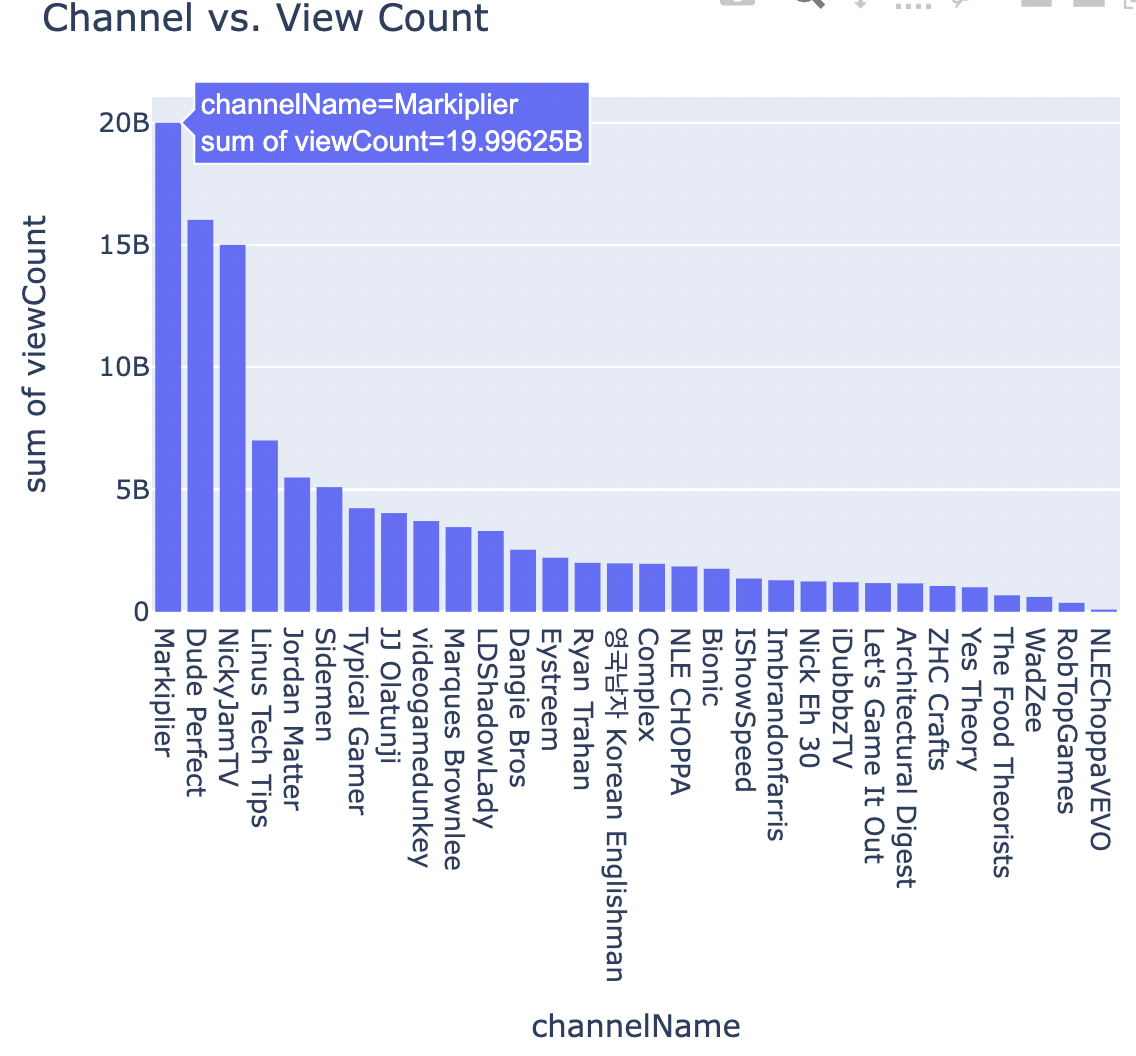 Channel vs. View Count
channelName=Markiplier
sum of viewCount=19.99625B
20B
15B
10B
5B
0
sum of viewCount
Markiplier
Dude Perfect
NickyJamTV
Linus Tech Tips
Jordan Matter
Sidemen
Typical Gamer
JJ Olatunji
videogamedunkey
Marques Brownlee
LDShadowLady
Dangie Bros
Eystreem
Ryan Trahan
영국남자 Korean Englishman
Complex
NLE CHOPPA
Bionic
IShowSpeed
Imbrandonfarris
Nick Eh 30
iDubbbzTV
Let's Game It Out
Architectural Digest
ZHC Crafts
Yes Theory
The Food Theorists
WadZee
RobTopGames
NLEChoppaVEVO
channelName